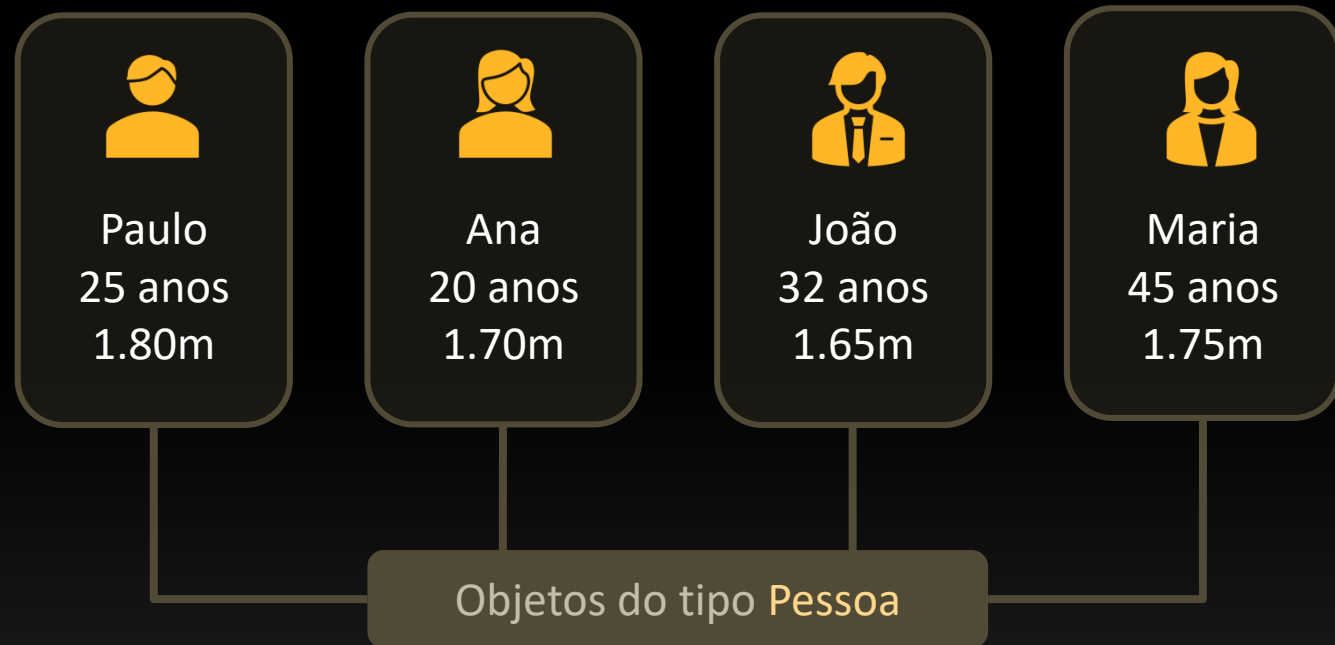 Paulo
25 anos
1.80m
Ana
20 anos
1.70m
João
32 anos
1.65m
Maria
45 anos
1.75m
Objetos do tipo Pessoa